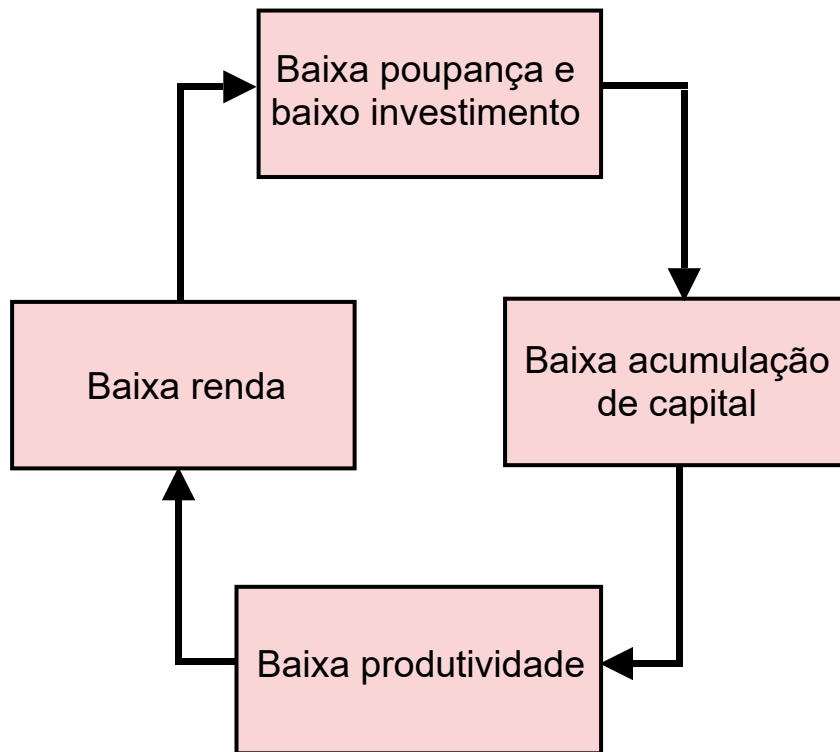 Baixa poupança e
baixo investimento
Baixa acumulação
de capital
Baixa renda
Baixa produtividade